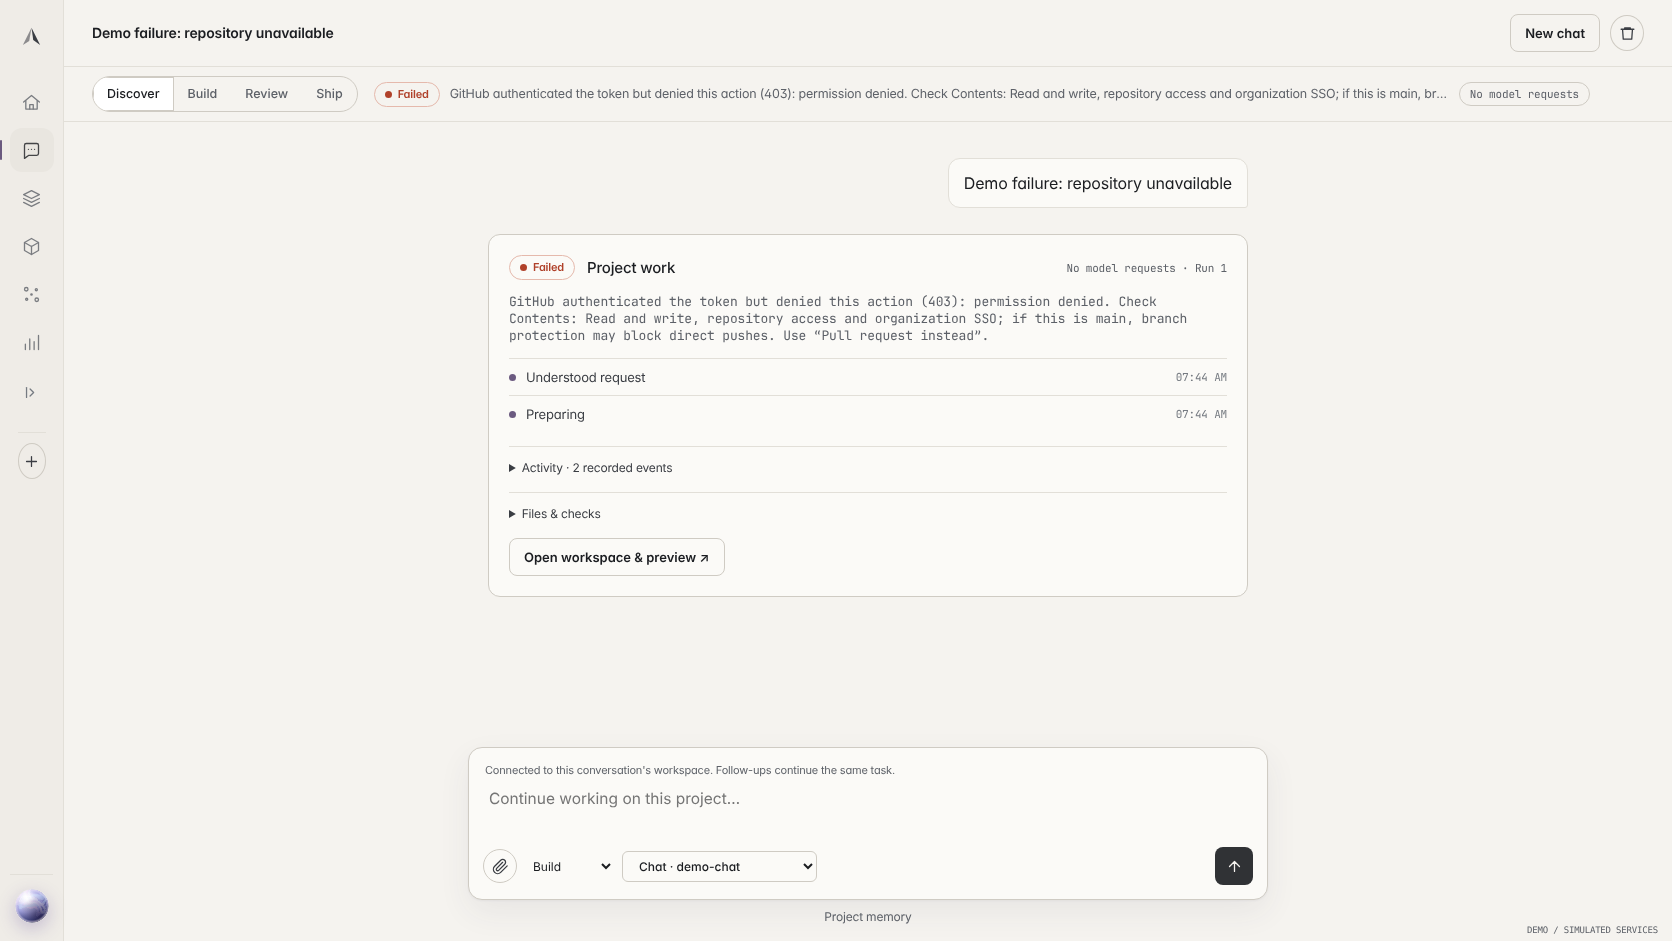 Demo failure: repository unavailable
New chat
Discover
Build
Review
Ship
Failed
GitHub authenticated the token but denied this action (403): permission denied. Check Contents: Read and write, repository access and organization SSO; if this is main, br...
No model requests
Demo failure: repository unavailable
Failed
Project work
No model requests · Run 1
GitHub authenticated the token but denied this action (403): permission denied. Check
Contents: Read and write, repository access and organization SSO; if this is main, branch
protection may block direct pushes. Use “Pull request instead”.
Understood request
07:44 AM
Preparing
07:44 AM
Activity · 2 recorded events
Files & checks
Open workspace & preview ↗
Connected to this conversation's workspace. Follow-ups continue the same task.
Continue working on this project...
Build
Chat · demo-chat
Project memory
DEMO / SIMULATED SERVICES